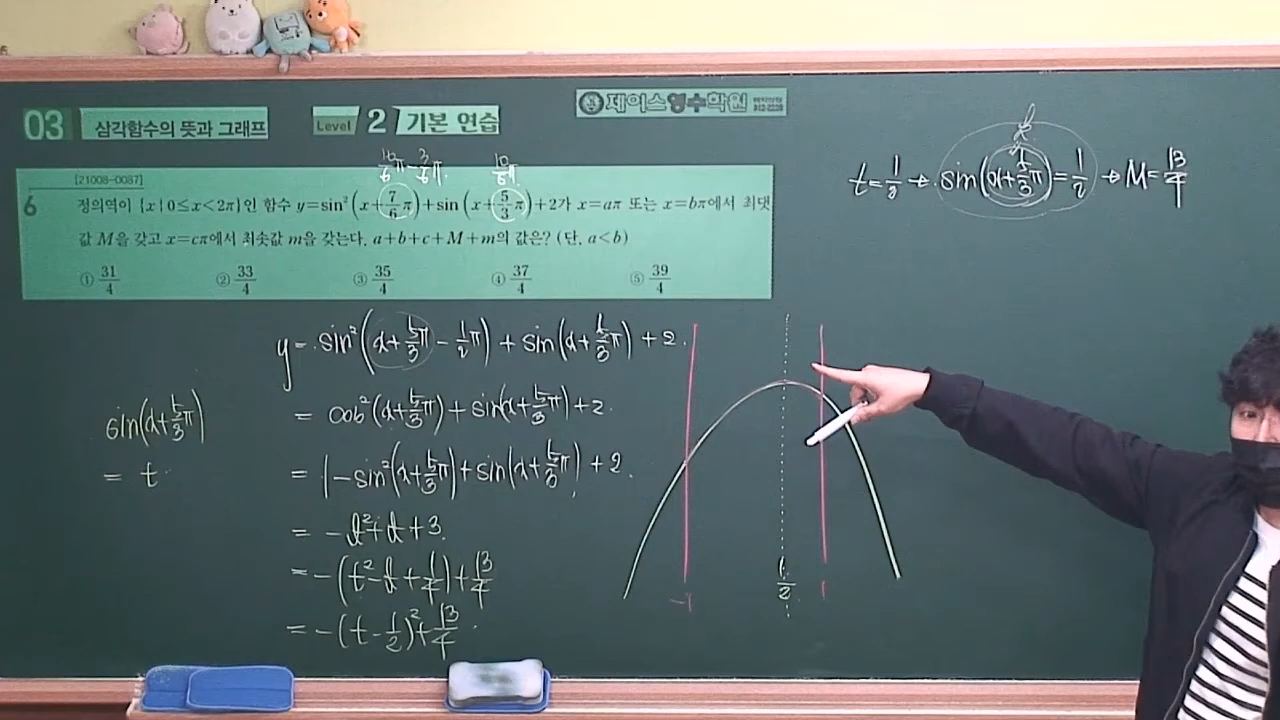 03 삼각함수의 뜻과 그래프 Level 2 기본 연습
제이스영수학원
[21008-0087]
10/6π - 3/6π. 10/6π.
6 정의역이 {x | 0≤x<2π}인 함수 y=sin²(x+7/6π)+sin(x+5/3π)+2가 x=aπ 또는 x=bπ에서 최댓
값 M을 갖고 x=cπ에서 최솟값 m을 갖는다. a+b+c+M+m의 값은? (단, a<b)
① 31/4 ② 33/4 ③ 35/4 ④ 37/4 ⑤ 39/4
t=1/2 → sin(x+5/3π)=1/2 → M=13/4
y= sin²(x+5/3π - 1/2π) + sin(x+5/3π) + 2.
= cos²(x+5/3π) + sin(x+5/3π) + 2.
= 1-sin²(x+5/3π)+sin(x+5/3π) + 2.
= -t²+t+3.
= -(t²-t+1/4)+13/4
= -(t-1/2)²+13/4.
sin(x+5/3π)
= t
-1 1/2 1